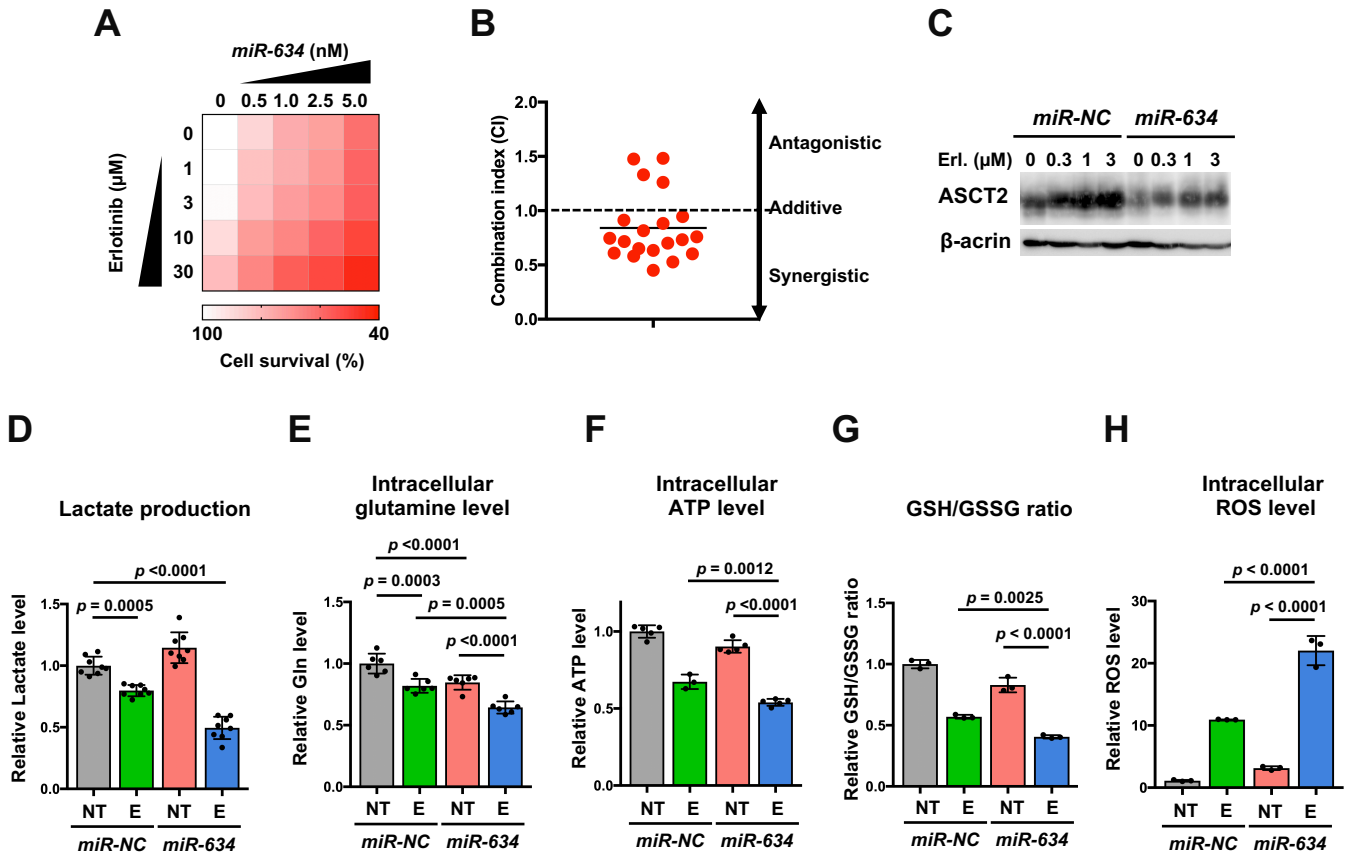 A
miR-634 (nM)
0 0.5 1.0 2.5 5.0
Erlotinib (µM)
0
1
3
10
30
100 40
Cell survival (%)
B
Combination index (CI)
2.0
1.5
1.0
0.5
0.0
Antagonistic
Additive
Synergistic
C
miR-NC miR-634
Erl. (µM) 0 0.3 1 3 0 0.3 1 3
ASCT2
β-acrin
D
Lactate production
p <0.0001
p = 0.0005
Relative Lactate level
1.5
1.0
0.5
0.0
NT E NT E
miR-NC miR-634
E
Intracellular
glutamine level
p <0.0001
p = 0.0003
p = 0.0005
p <0.0001
Relative Gln level
1.5
1.0
0.5
0.0
NT E NT E
miR-NC miR-634
F
Intracellular
ATP level
p = 0.0012
p <0.0001
Relative ATP level
1.0
0.5
0.0
NT E NT E
miR-NC miR-634
G
GSH/GSSG ratio
p = 0.0025
p < 0.0001
Relative GSH/GSSG ratio
1.5
1.0
0.5
0.0
NT E NT E
miR-NC miR-634
H
Intracellular
ROS level
p < 0.0001
p < 0.0001
Relative ROS level
30
20
10
0
NT E NT E
miR-NC miR-634